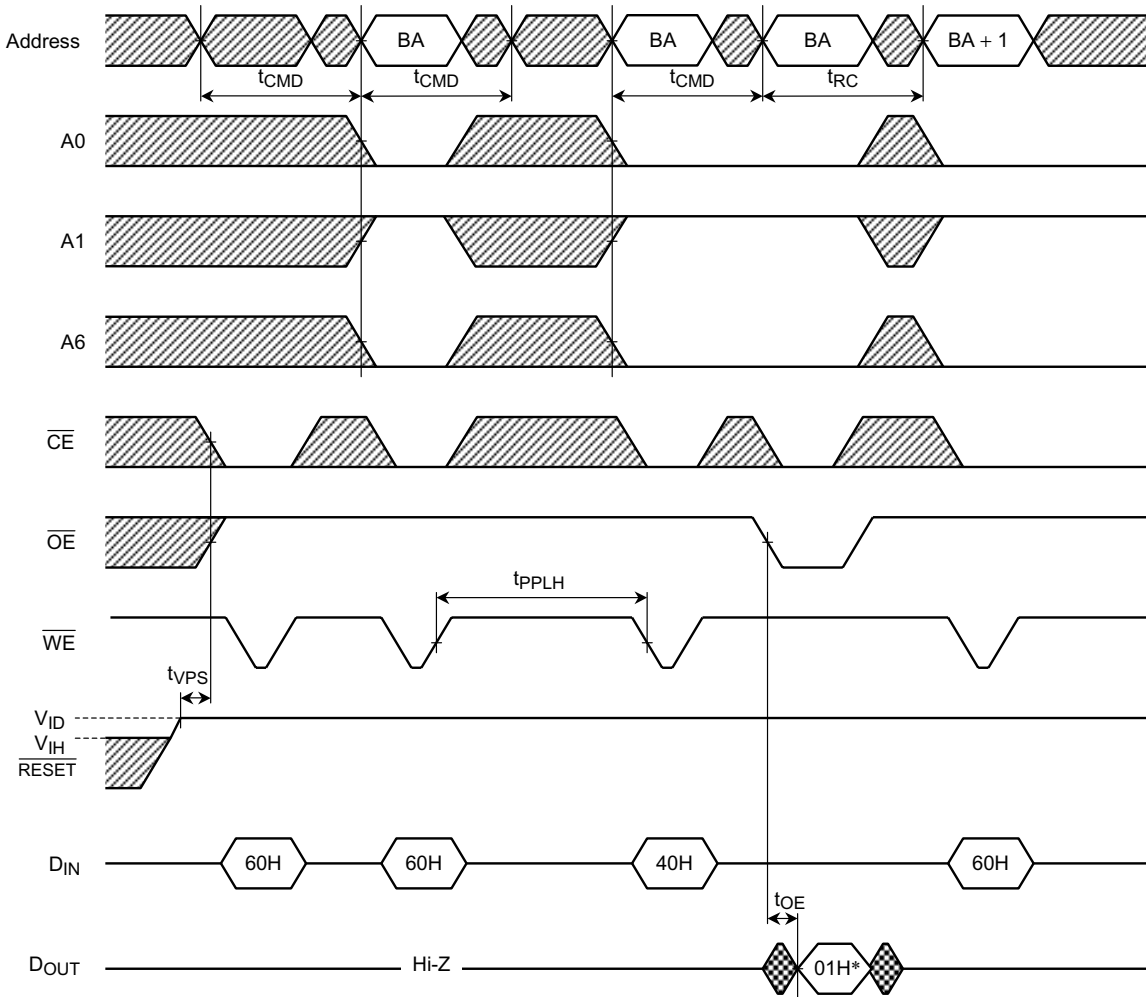 Address BA BA BA BA + 1
tCMD tCMD tCMD tRC
A0
A1
A6
CE
OE
tPPLH
WE
tVPS
VID
VIH
RESET
DIN 60H 60H 40H 60H
tOE
DOUT Hi-Z 01H*